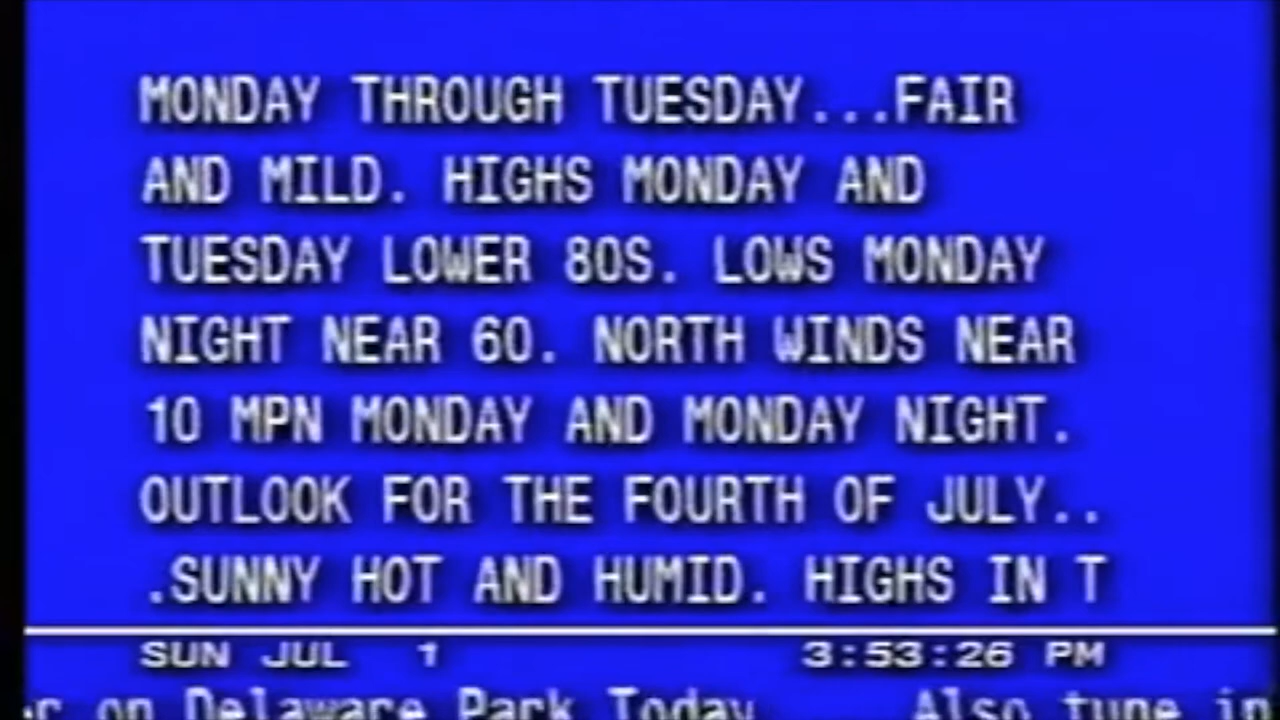 MONDAY THROUGH TUESDAY...FAIR
AND MILD. HIGHS MONDAY AND
TUESDAY LOWER 80S. LOWS MONDAY
NIGHT NEAR 60. NORTH WINDS NEAR
10 MPN MONDAY AND MONDAY NIGHT.
OUTLOOK FOR THE FOURTH OF JULY..
.SUNNY HOT AND HUMID. HIGHS IN T
SUN JUL 1 3:53:26 PM
on Delaware Park Today Also tune in